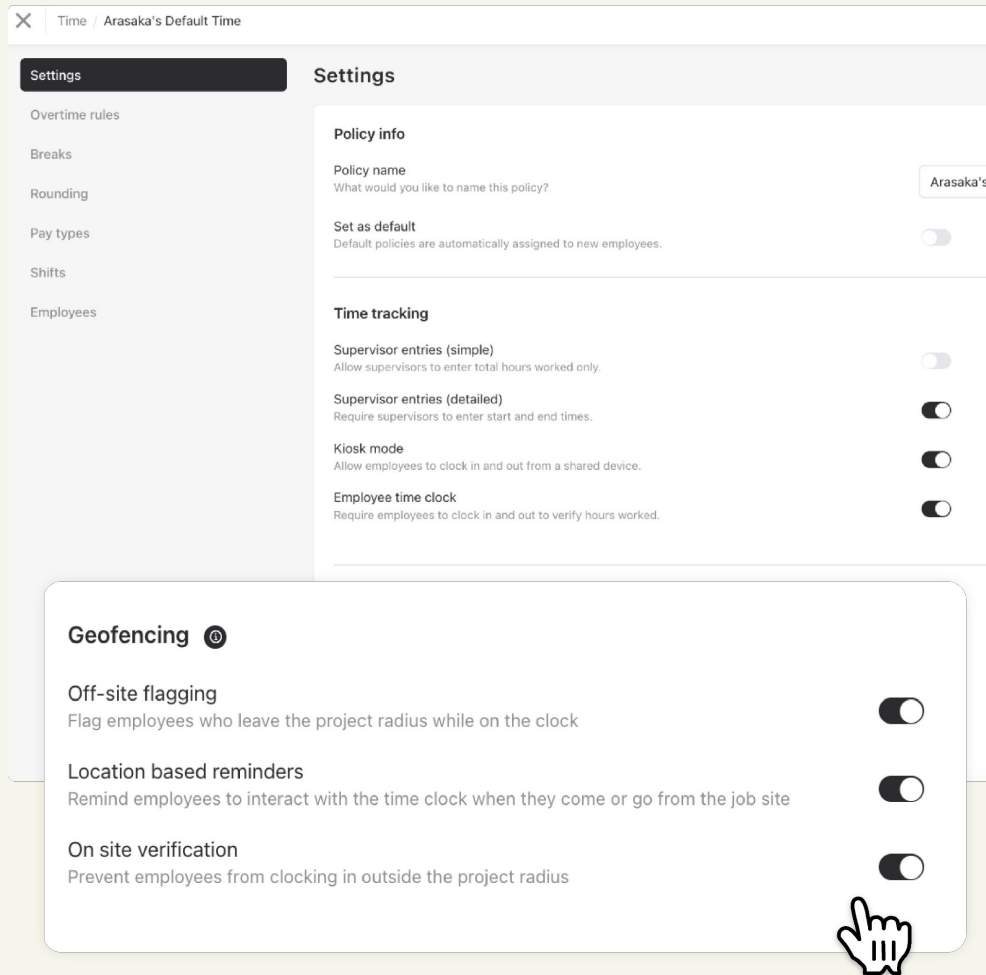 Time / Arasaka's Default Time
Settings
Overtime rules
Breaks
Rounding
Pay types
Shifts
Employees
Settings
Policy info
Policy name
What would you like to name this policy?
Arasaka's
Set as default
Default policies are automatically assigned to new employees.
Time tracking
Supervisor entries (simple)
Allow supervisors to enter total hours worked only.
Supervisor entries (detailed)
Require supervisors to enter start and end times.
Kiosk mode
Allow employees to clock in and out from a shared device.
Employee time clock
Require employees to clock in and out to verify hours worked.
Geofencing
Off-site flagging
Flag employees who leave the project radius while on the clock
Location based reminders
Remind employees to interact with the time clock when they come or go from the job site
On site verification
Prevent employees from clocking in outside the project radius